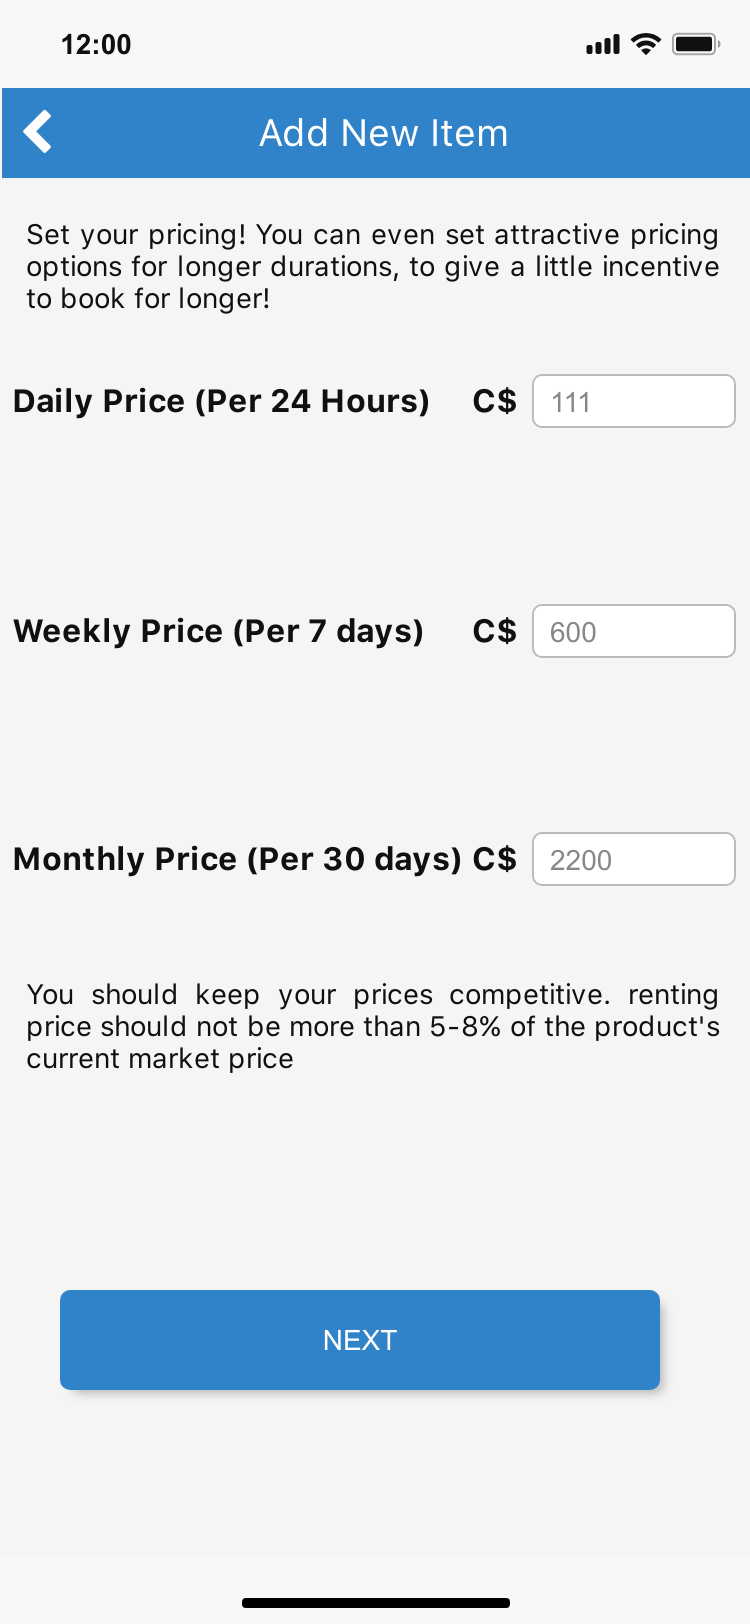 12:00
Add New Item
Set your pricing! You can even set attractive pricing
options for longer durations, to give a little incentive
to book for longer!
Daily Price (Per 24 Hours) C$ 111
Weekly Price (Per 7 days) C$ 600
Monthly Price (Per 30 days) C$ 2200
You should keep your prices competitive. renting
price should not be more than 5-8% of the product's
current market price
NEXT